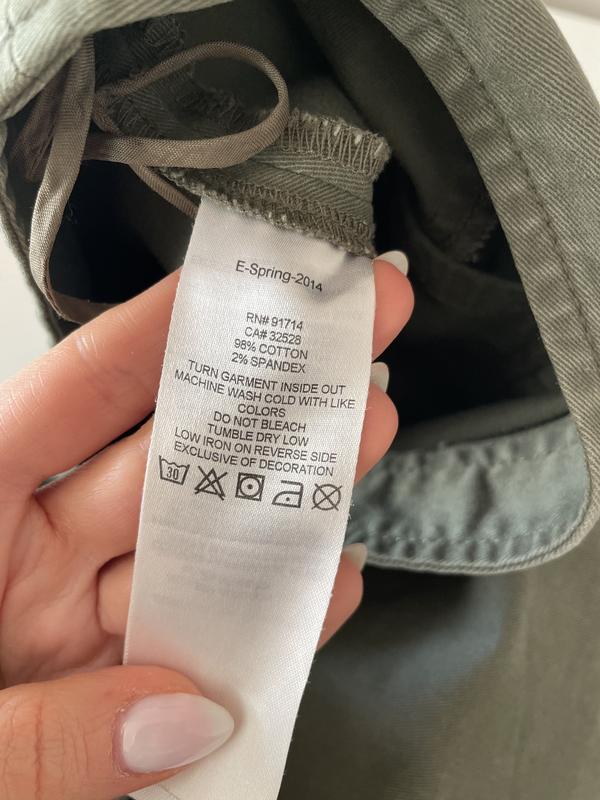 E-Spring-2014
RN# 91714
CA# 32528
98% COTTON
2% SPANDEX
TURN GARMENT INSIDE OUT
MACHINE WASH COLD WITH LIKE
COLORS
DO NOT BLEACH
TUMBLE DRY LOW
LOW IRON ON REVERSE SIDE
EXCLUSIVE OF DECORATION
30